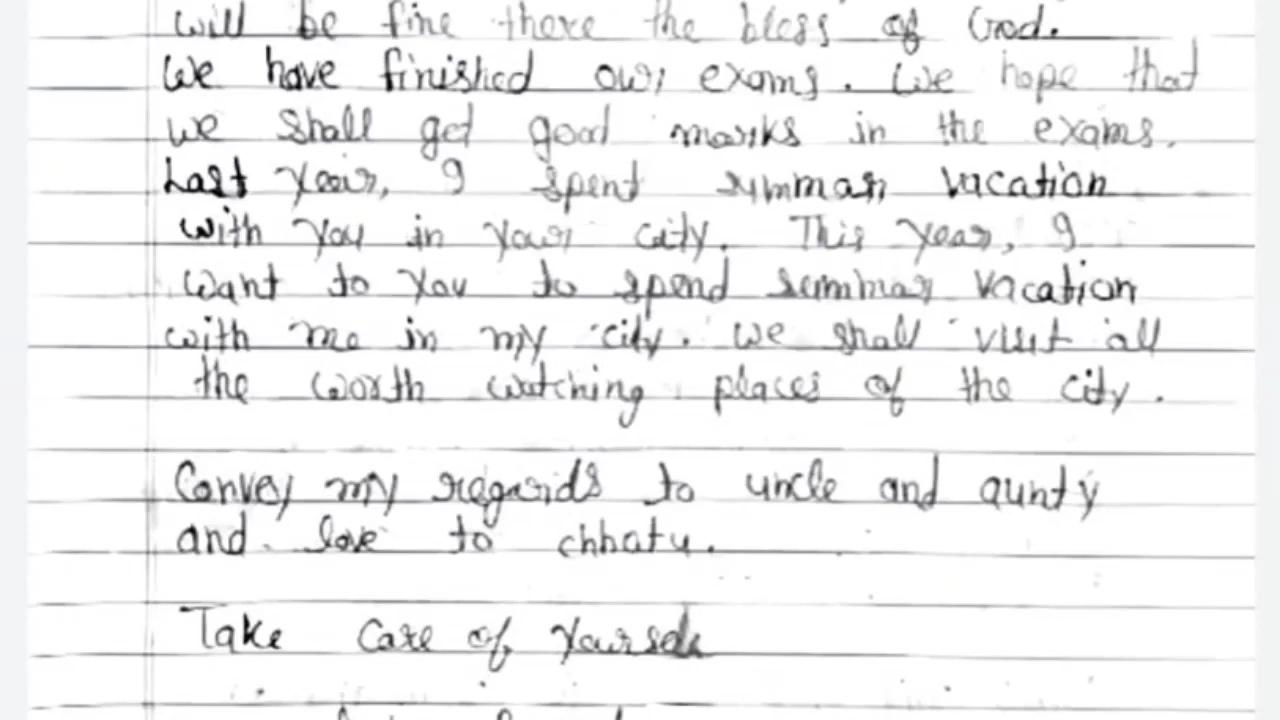 will be fine there the bless of God.
We have finished our exams. We hope that
we shall get good marks in the exams.
Last year, I spent summar vacation
with you in your city. This year, I
want to you to spend summar vacation
with me in my city. we shall visit all
the worth watching places of the city.
Convey my regards to uncle and aunty
and love to chhatu.
Take care of yourself